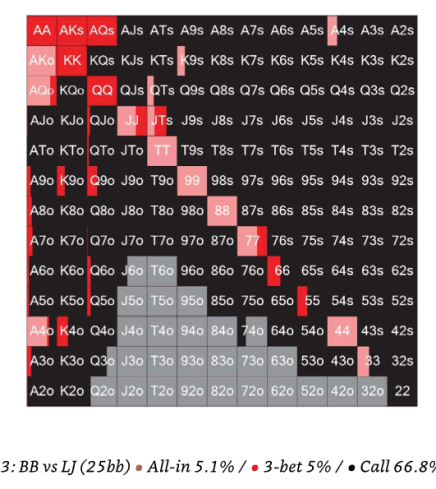 AA AKs AQs AJs ATs A9s A8s A7s A6s A5s A4s A3s A2s
AKo KK KQs KJs KTs K9s K8s K7s K6s K5s K4s K3s K2s
AQo KQo QQ QJs QTs Q9s Q8s Q7s Q6s Q5s Q4s Q3s Q2s
AJo KJo QJo JJ JTs J9s J8s J7s J6s J5s J4s J3s J2s
ATo KTo QTo JTo TT T9s T8s T7s T6s T5s T4s T3s T2s
A9o K9o Q9o J9o T9o 99 98s 97s 96s 95s 94s 93s 92s
A8o K8o Q8o J8o T8o 98o 88 87s 86s 85s 84s 83s 82s
A7o K7o Q7o J7o T7o 97o 87o 77 76s 75s 74s 73s 72s
A6o K6o Q6o J6o T6o 96o 86o 76o 66 65s 64s 63s 62s
A5o K5o Q5o J5o T5o 95o 85o 75o 65o 55 54s 53s 52s
A4o K4o Q4o J4o T4o 94o 84o 74o 64o 54o 44 43s 42s
A3o K3o Q3o J3o T3o 93o 83o 73o 63o 53o 43o 33 32s
A2o K2o Q2o J2o T2o 92o 82o 72o 62o 52o 42o 32o 22
3: BB vs LJ (25bb) • All-in 5.1% / • 3-bet 5% / • Call 66.8%